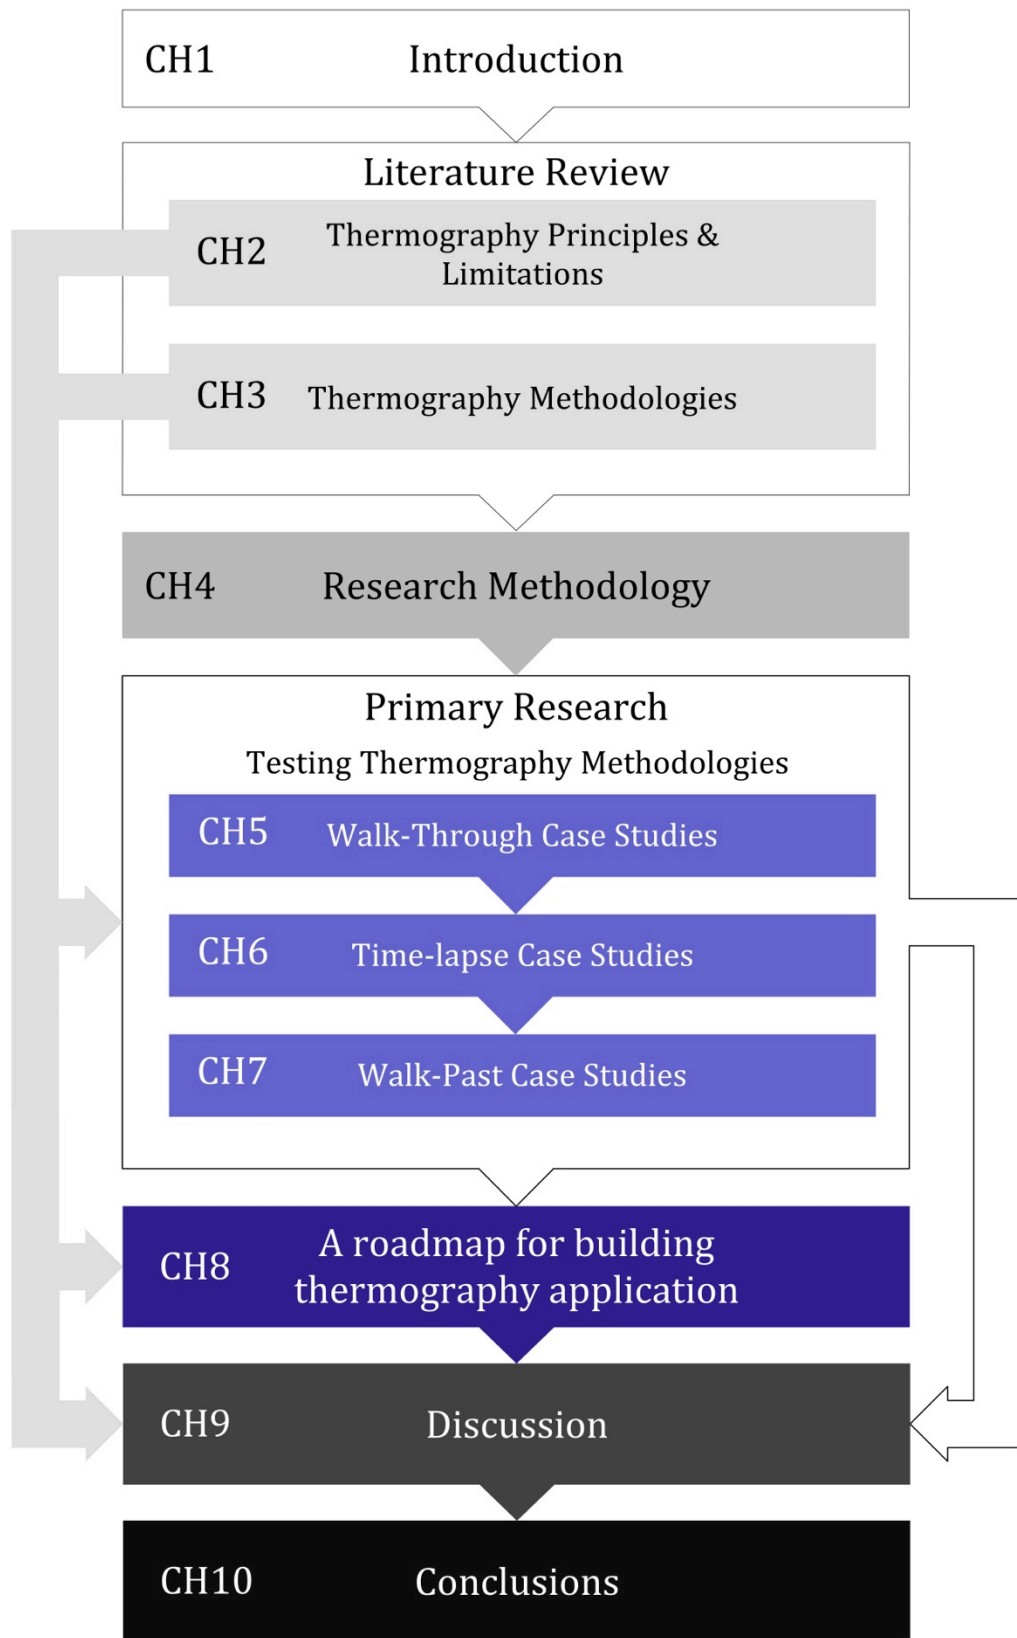 CH1 Introduction
Literature Review
CH2 Thermography Principles &
Limitations
CH3 Thermography Methodologies
CH4 Research Methodology
Primary Research
Testing Thermography Methodologies
CH5 Walk-Through Case Studies
CH6 Time-lapse Case Studies
CH7 Walk-Past Case Studies
CH8 A roadmap for building
thermography application
CH9 Discussion
CH10 Conclusions